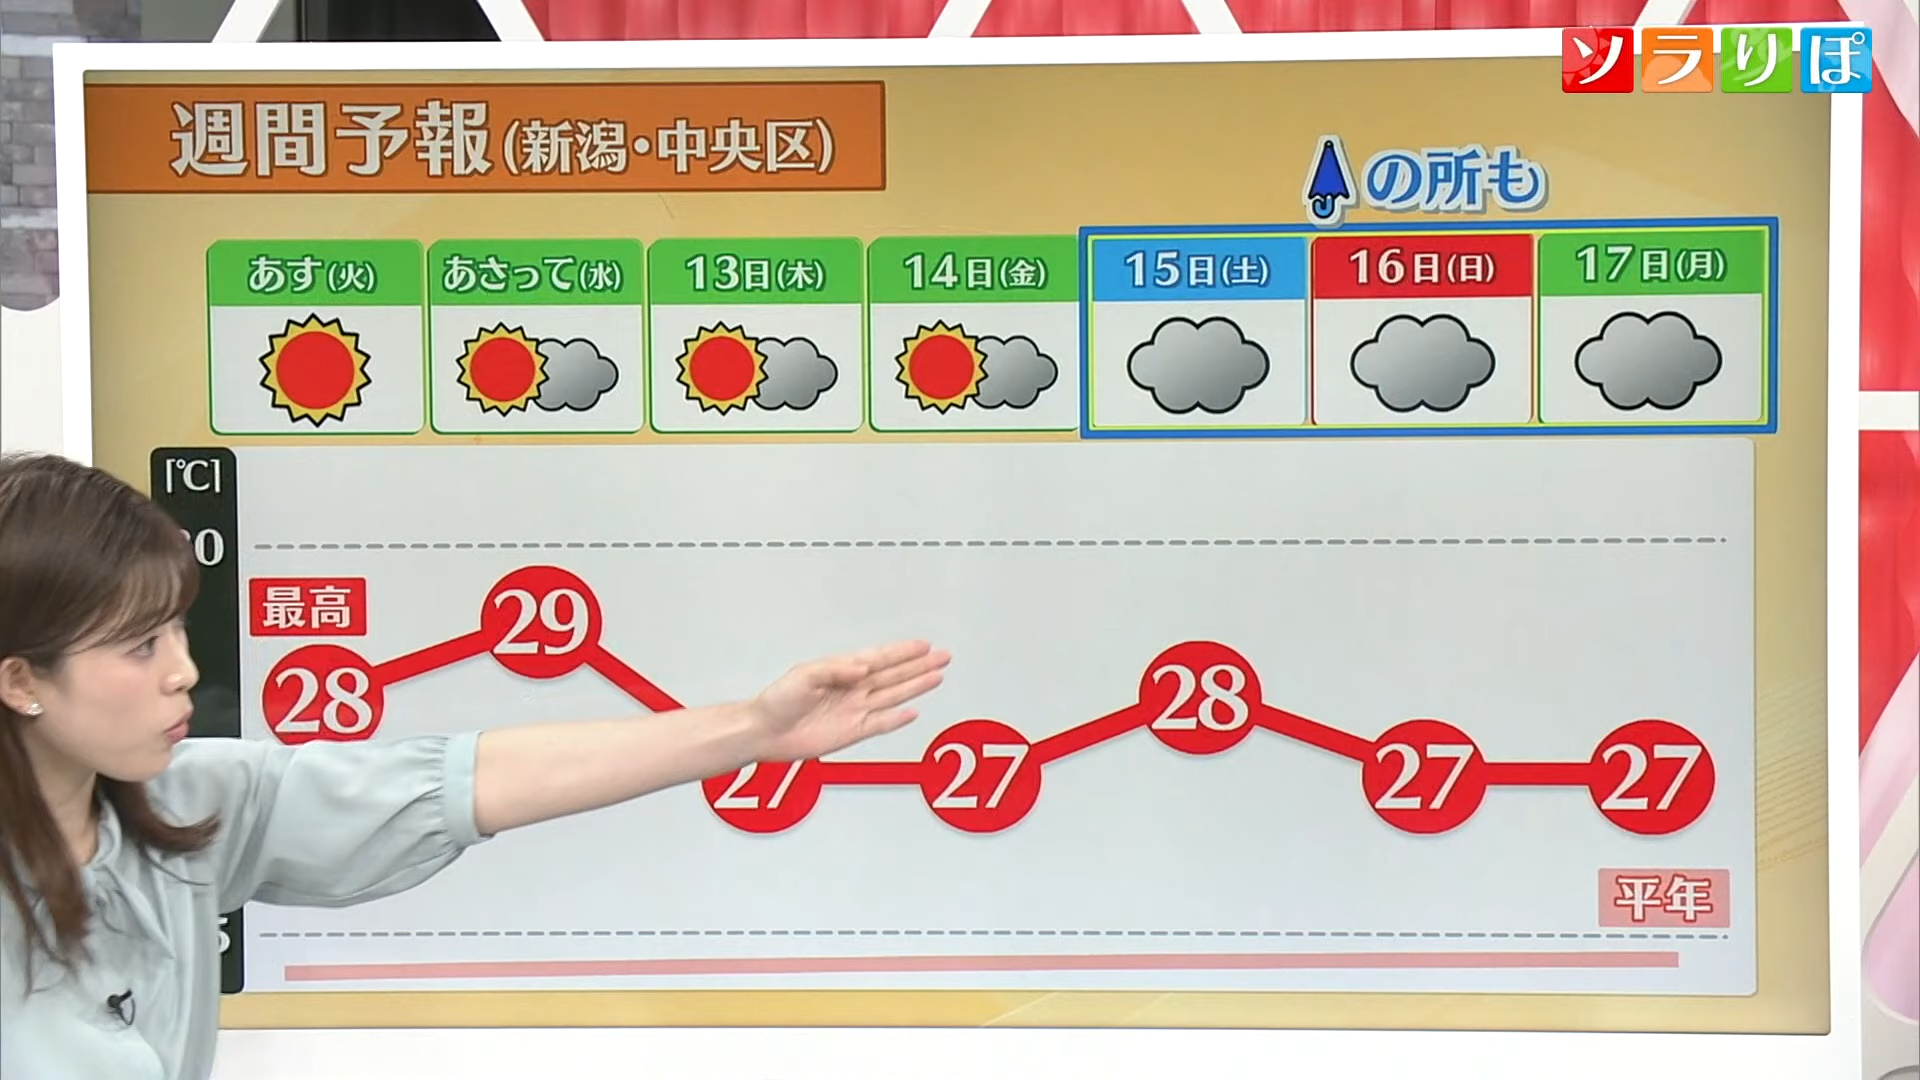 ソラりぽ
週間予報(新潟・中央区)
の所も
あす(火)
あさって(水)
13日(木)
14日(金)
15日(土)
16日(日)
17日(月)
[℃]
最高
28
29
27
27
28
27
27
平年